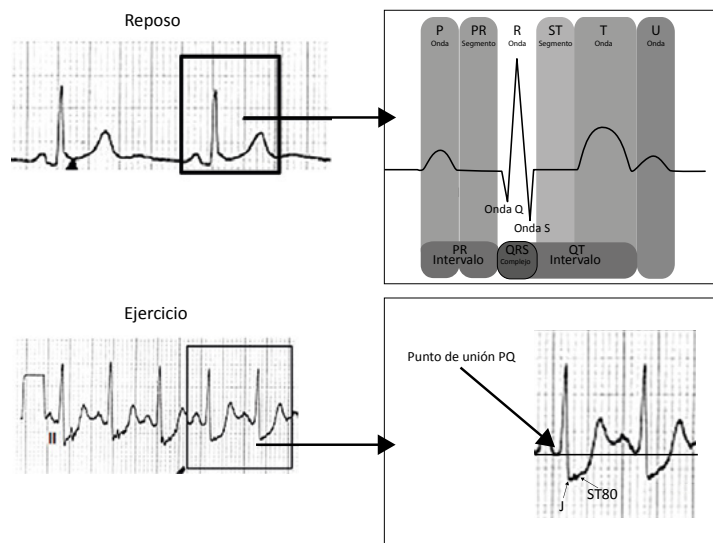 Reposo
P PR R ST T U
Onda Segmento Onda Segmento Onda Onda
Onda Q
Onda S
PR QRS QT
Intervalo Complejo Intervalo
Ejercicio
II
Punto de unión PQ
ST80
J